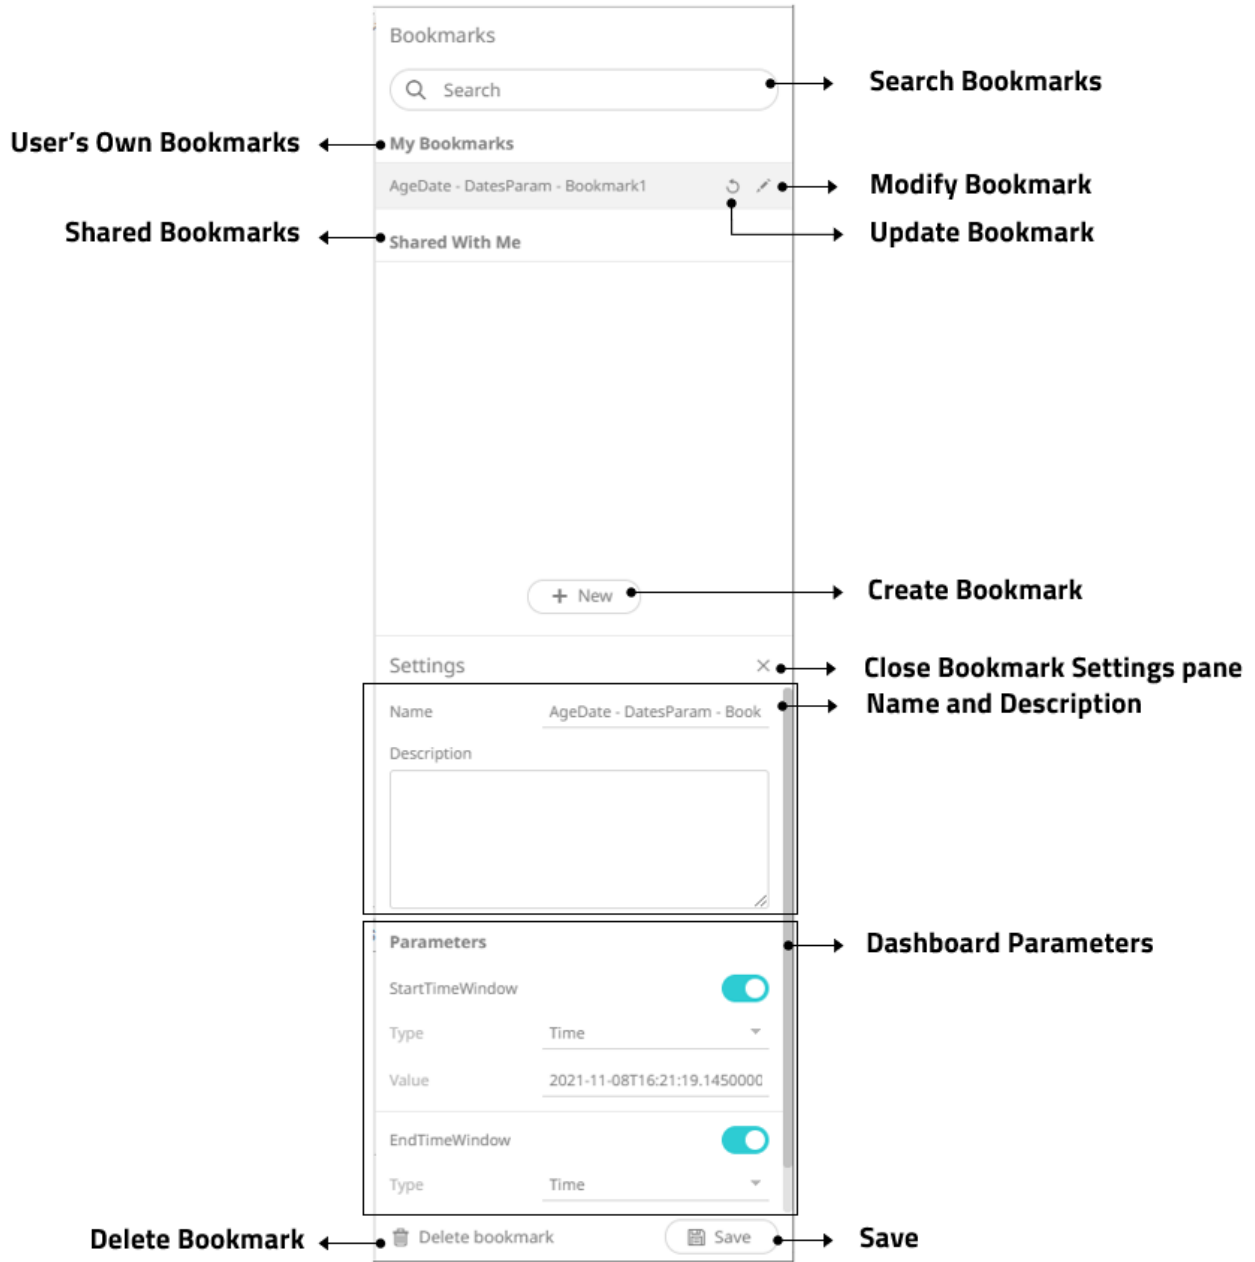 Bookmarks
Search
Search Bookmarks
User's Own Bookmarks
My Bookmarks
AgeDate - DatesParam - Bookmark1
Modify Bookmark
Shared Bookmarks
Update Bookmark
Shared With Me
+ New
Create Bookmark
Settings
Close Bookmark Settings pane
Name
AgeDate - DatesParam - Book
Name and Description
Description
Parameters
Dashboard Parameters
StartTimeWindow
Type
Time
Value
2021-11-08T16:21:19.1450000
EndTimeWindow
Type
Time
Delete Bookmark
Delete bookmark
Save
Save